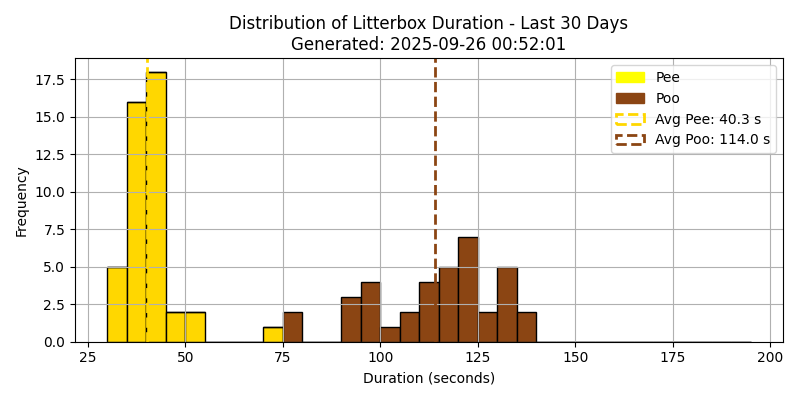 Distribution of Litterbox Duration - Last 30 Days
Generated: 2025-09-26 00:52:01
Pee
Poo
Avg Pee: 40.3 s
Avg Poo: 114.0 s
17.5
15.0
12.5
10.0
7.5
5.0
2.5
0.0
Frequency
25 50 75 100 125 150 175 200
Duration (seconds)